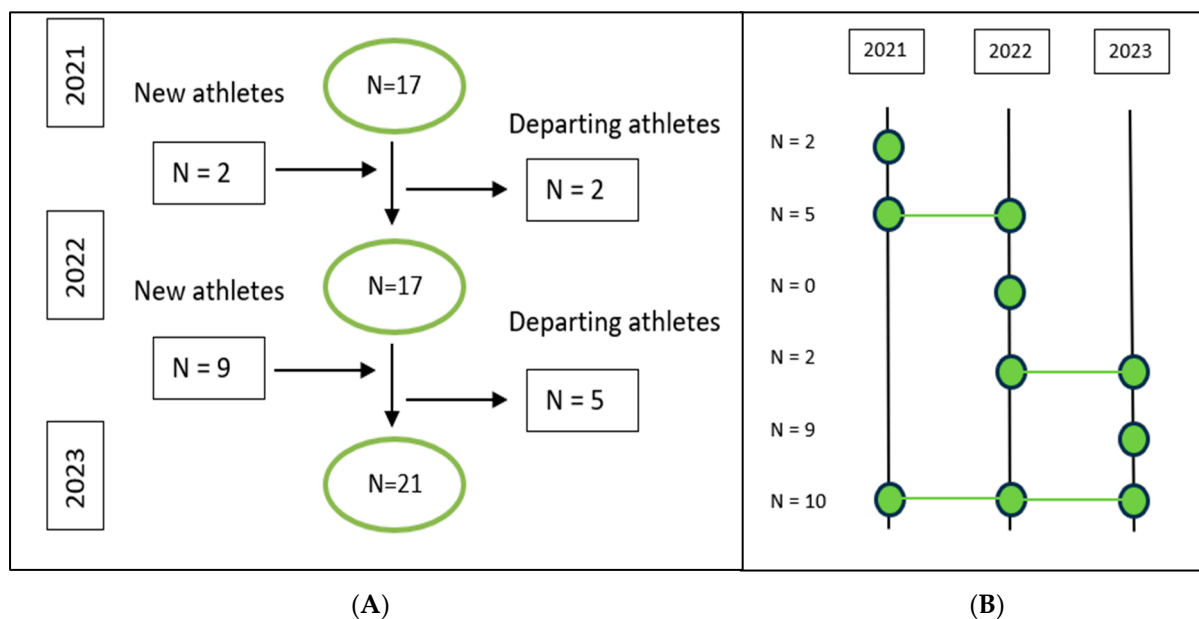 2021
N=17
New athletes
Departing athletes
N = 2
N = 2
2022
N=17
New athletes
Departing athletes
N = 9
N = 5
2023
N=21
(A)
2021 2022 2023
N = 2
N = 5
N = 0
N = 2
N = 9
N = 10
(B)